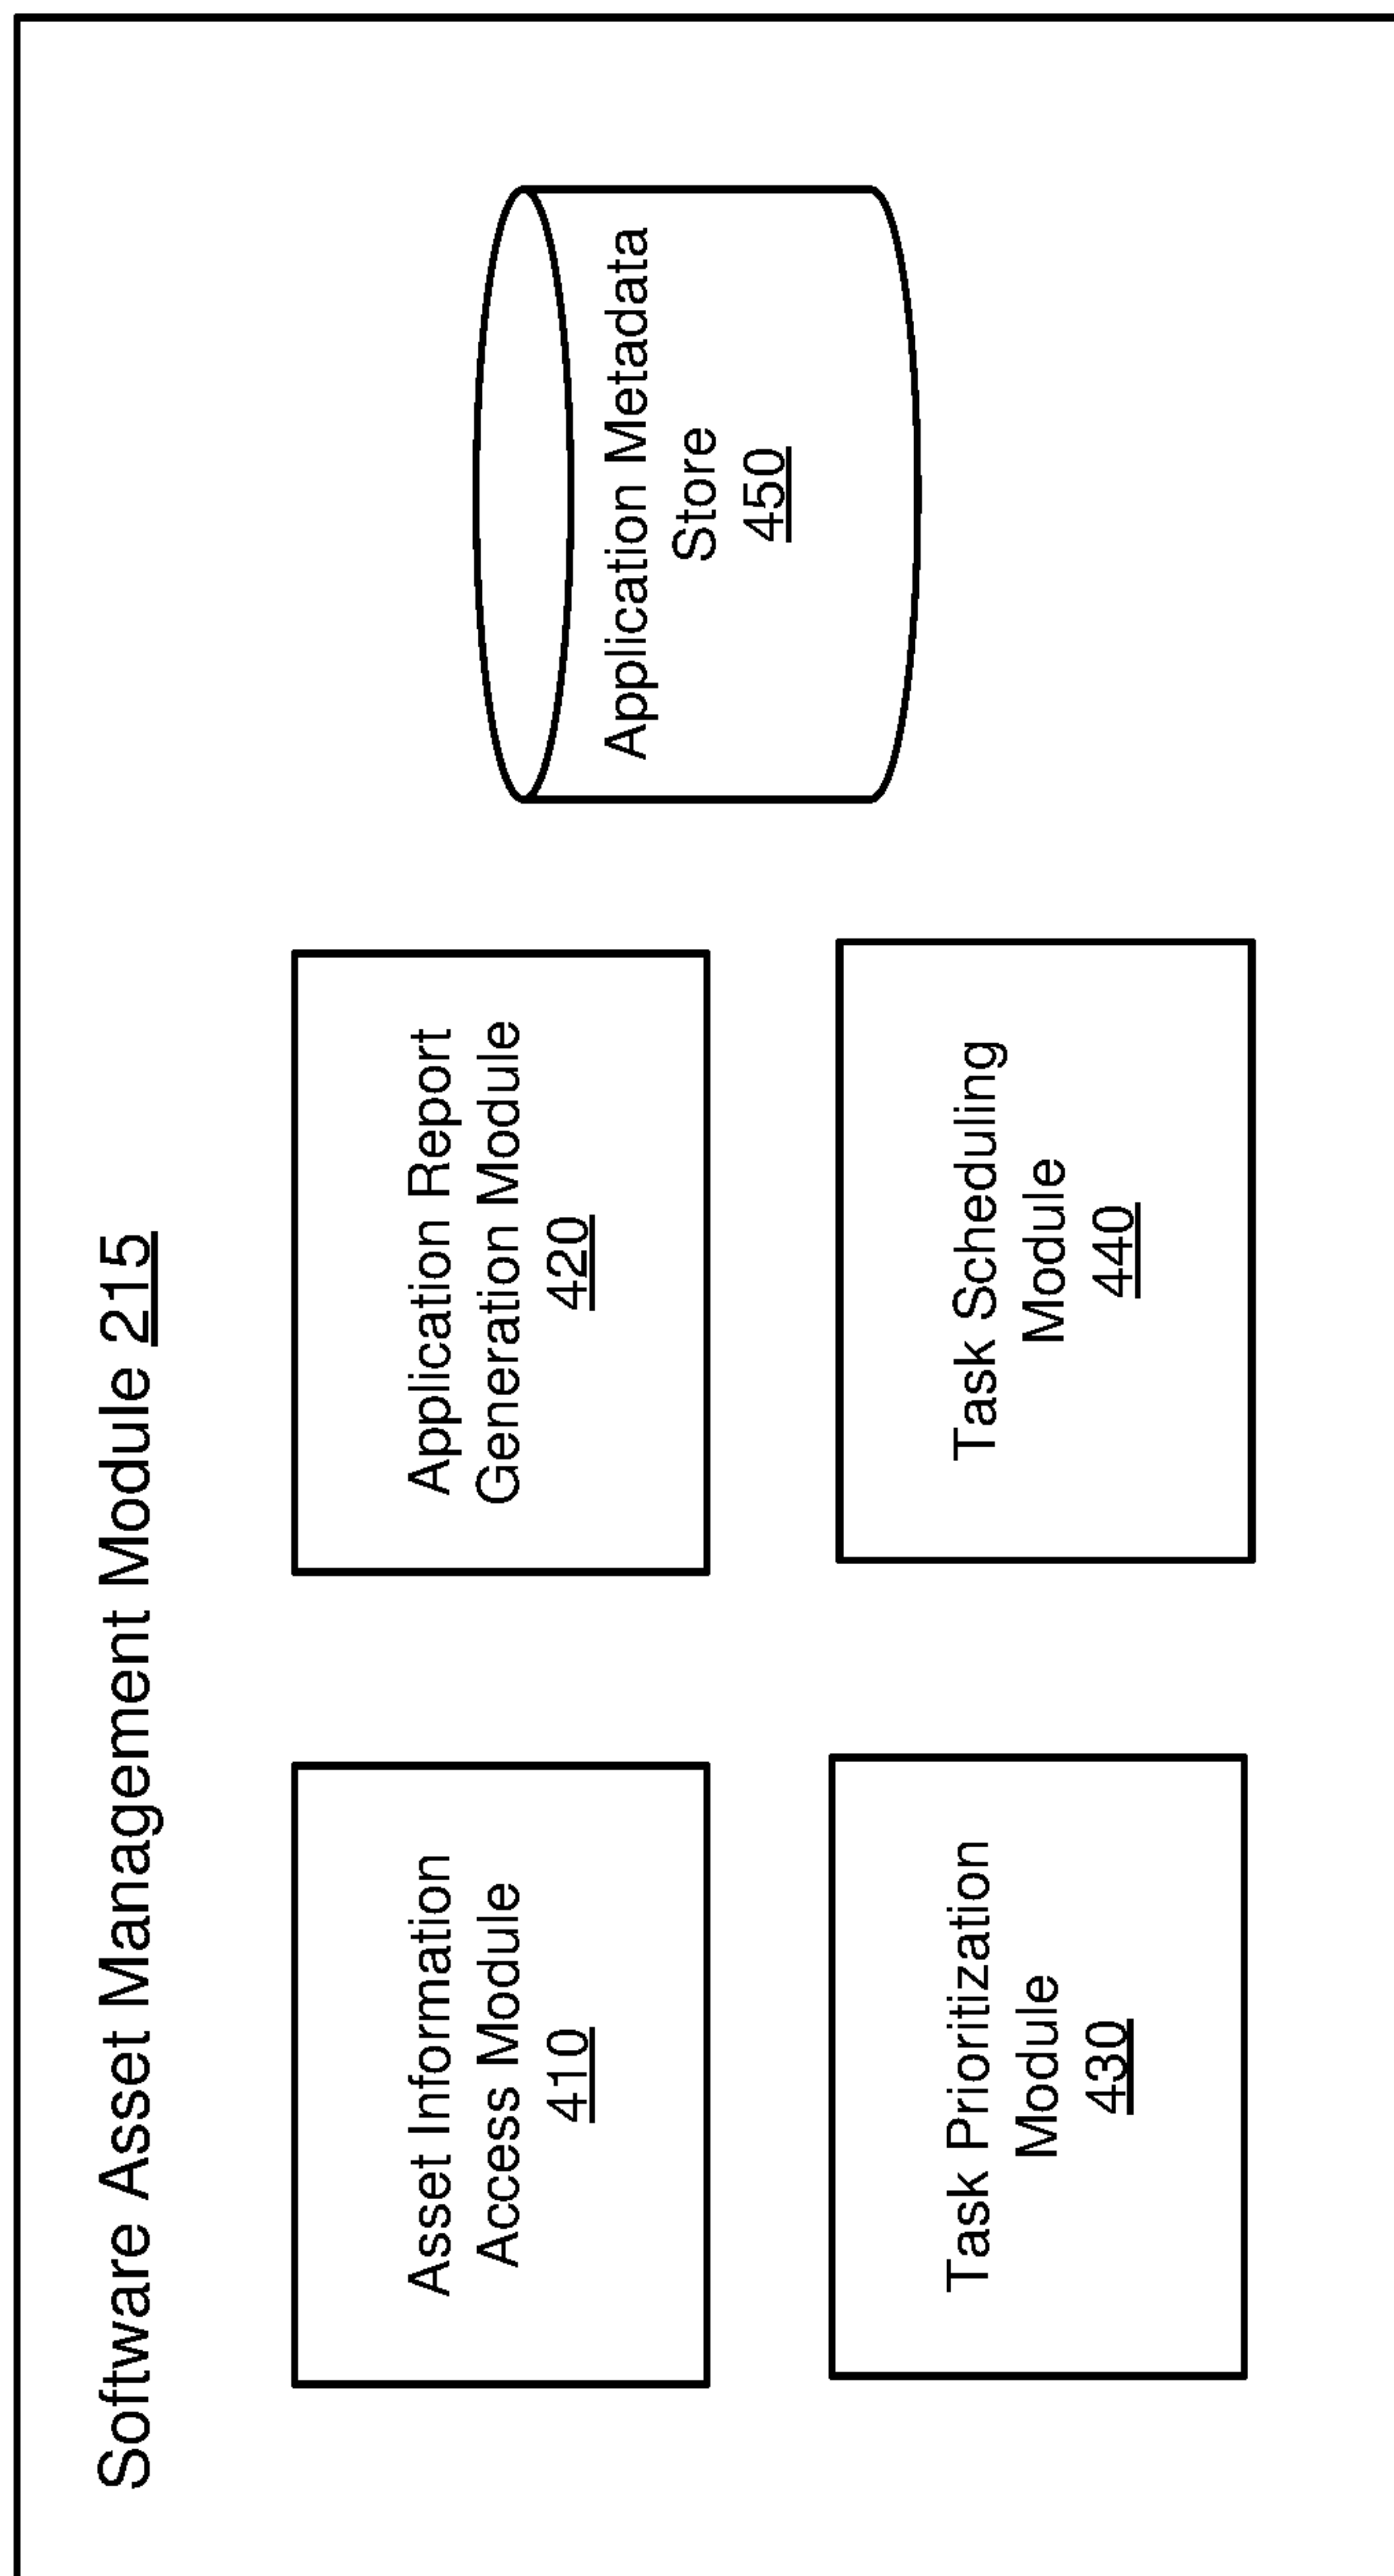 Software Asset Management Module 215
Asset Information
Access Module
410
Application Report
Generation Module
420
Task Prioritization
Module
430
Task Scheduling
Module
440
Application Metadata
Store
450